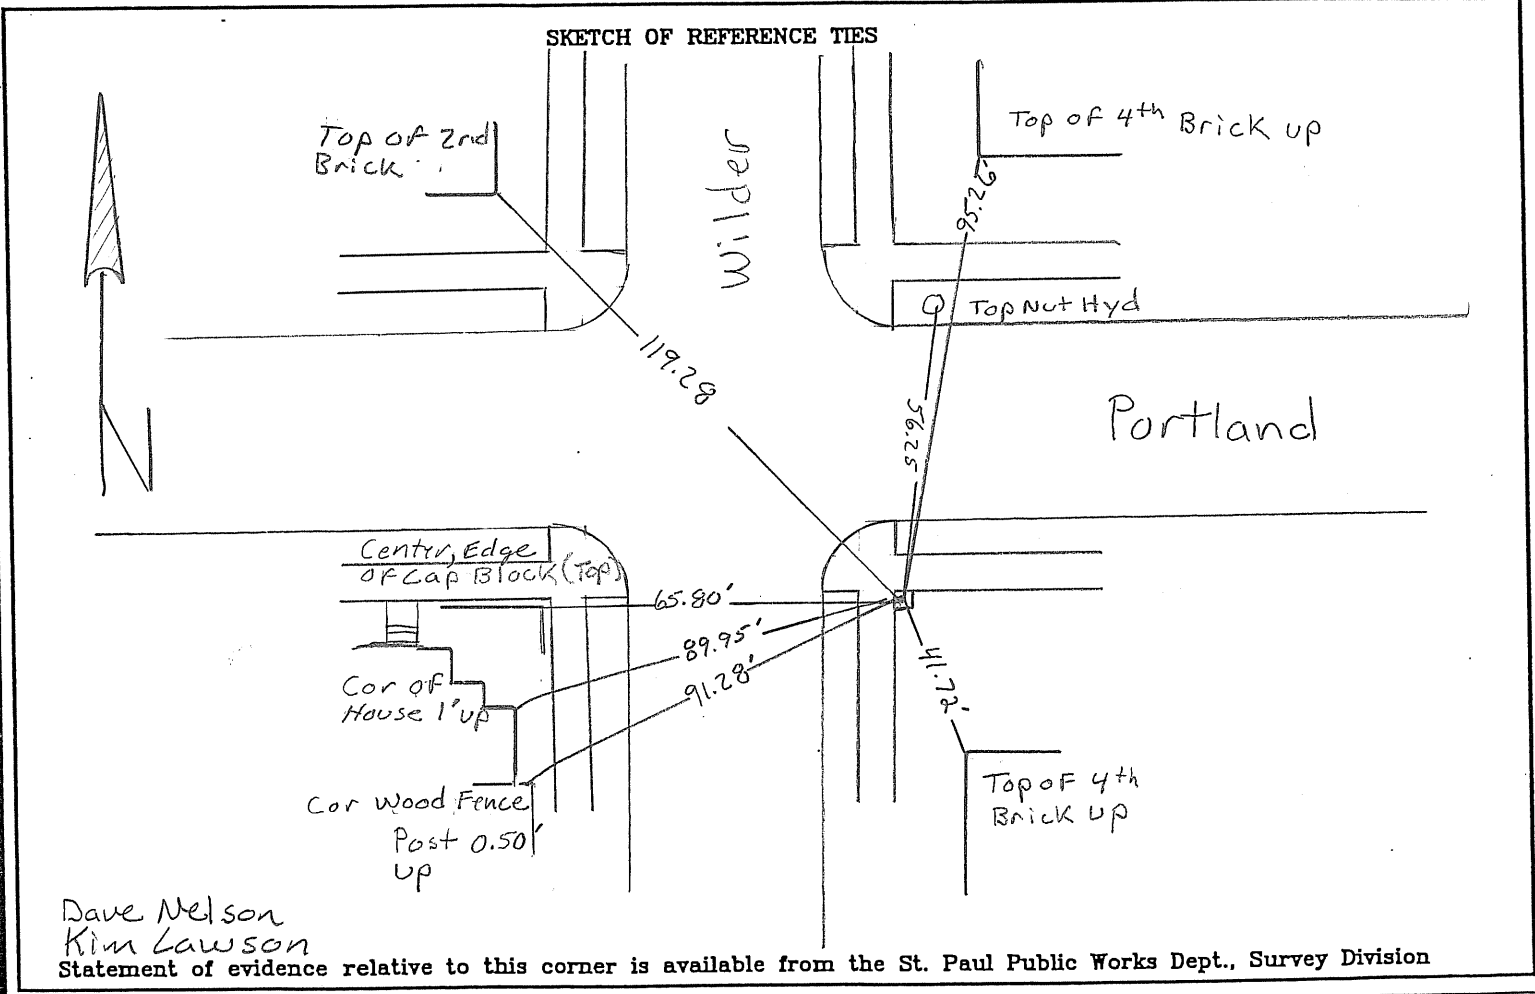 SKETCH OF REFERENCE TIES
Top of 2nd
Brick
Wilder
Top of 4th Brick up
95.26'
Top Nut Hyd
119.28
56.25
Portland
Center, Edge
of Cap Block (Top)
65.80'
89.95'
91.28'
41.72'
Cor of
House 1' up
Cor Wood Fence
Post 0.50'
up
Top of 4th
Brick up
N
Dave Nelson
Kim Lawson
Statement of evidence relative to this corner is available from the St. Paul Public Works Dept., Survey Division